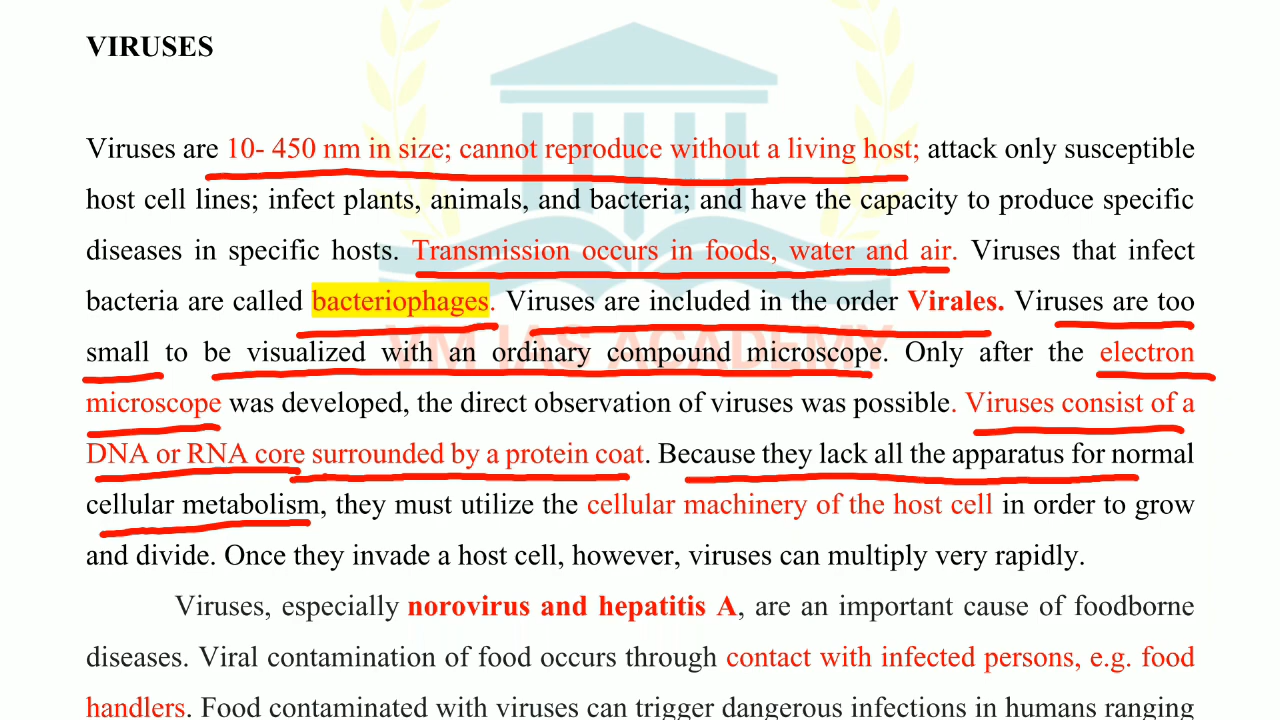 VIRUSES
Viruses are 10- 450 nm in size; cannot reproduce without a living host; attack only susceptible
host cell lines; infect plants, animals, and bacteria; and have the capacity to produce specific
diseases in specific hosts. Transmission occurs in foods, water and air. Viruses that infect
bacteria are called bacteriophages. Viruses are included in the order Virales. Viruses are too
small to be visualized with an ordinary compound microscope. Only after the electron
microscope was developed, the direct observation of viruses was possible. Viruses consist of a
DNA or RNA core surrounded by a protein coat. Because they lack all the apparatus for normal
cellular metabolism, they must utilize the cellular machinery of the host cell in order to grow
and divide. Once they invade a host cell, however, viruses can multiply very rapidly.
Viruses, especially norovirus and hepatitis A, are an important cause of foodborne
diseases. Viral contamination of food occurs through contact with infected persons, e.g. food
handlers. Food contaminated with viruses can trigger dangerous infections in humans ranging
VM IAS ACADEMY